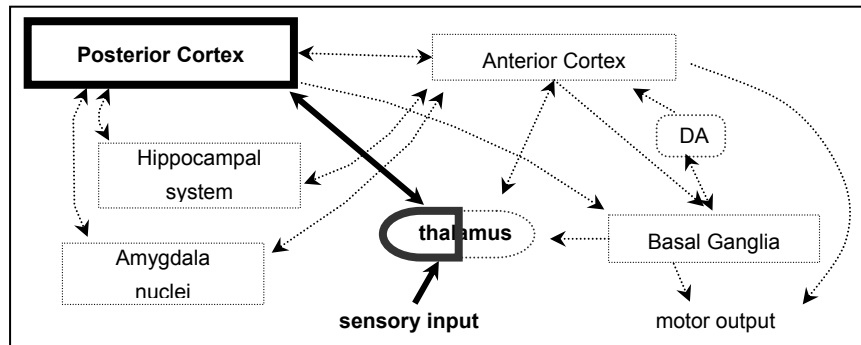 Posterior Cortex
Anterior Cortex
DA
Hippocampal
system
thalamus
Basal Ganglia
Amygdala
nuclei
sensory input
motor output